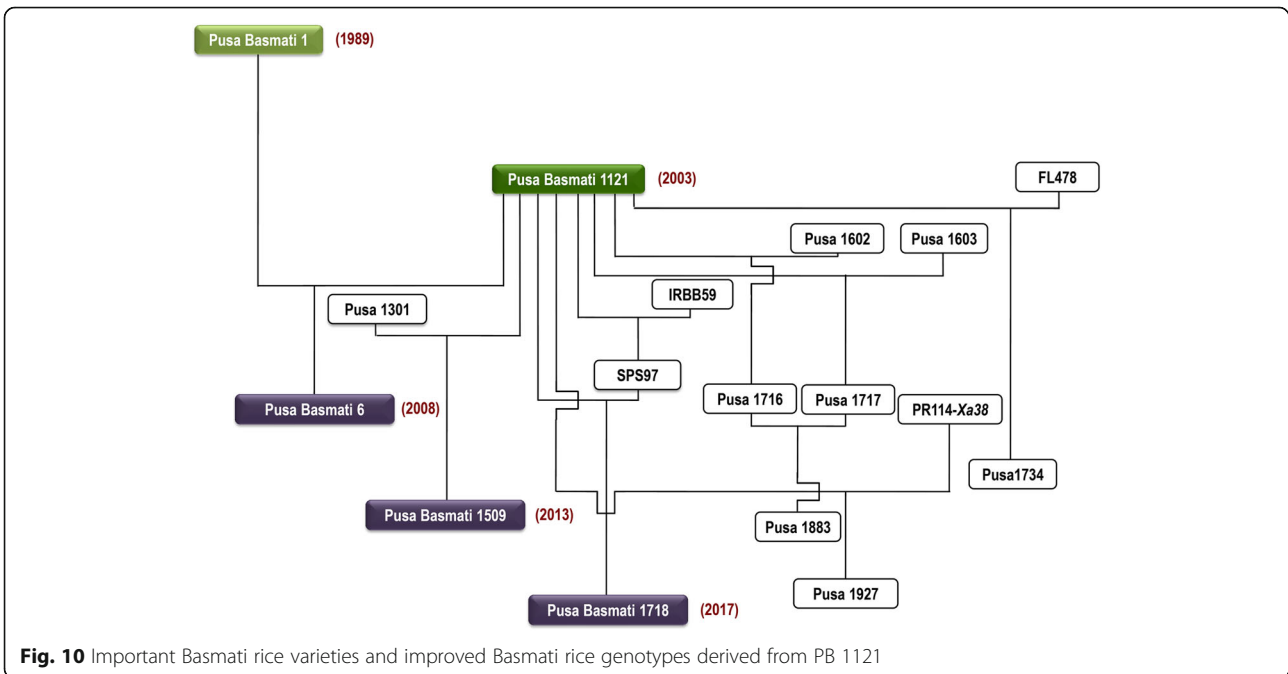 Pusa Basmati 1 (1989)
Pusa Basmati 1121 (2003)
FL478
Pusa 1602
Pusa 1603
IRBB59
Pusa 1301
SPS97
Pusa 1716
Pusa 1717
PR114-Xa38
Pusa Basmati 6 (2008)
Pusa1734
Pusa Basmati 1509 (2013)
Pusa 1883
Pusa 1927
Pusa Basmati 1718 (2017)
Fig. 10 Important Basmati rice varieties and improved Basmati rice genotypes derived from PB 1121